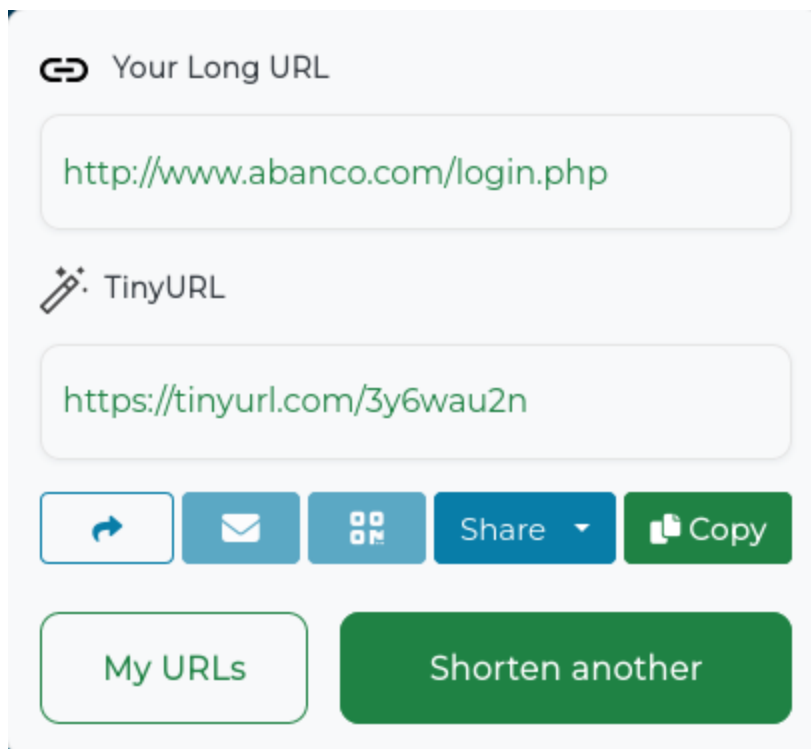 Your Long URL
http://www.abanco.com/login.php
TinyURL
https://tinyurl.com/3y6wau2n
Share Copy
My URLs Shorten another